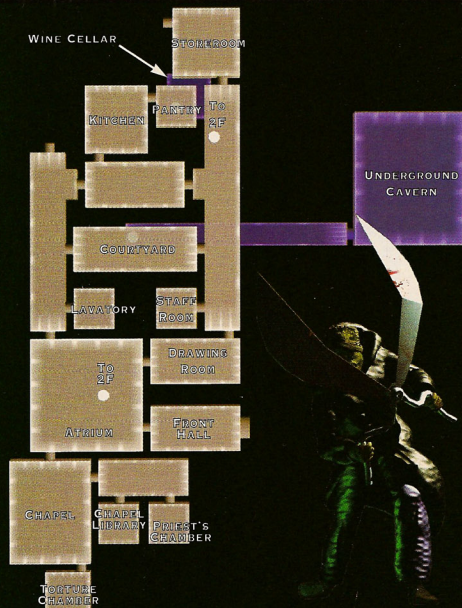 STOREROOM
WINE CELLAR
PANTRY
TO
2F
KITCHEN
UNDERGROUND
CAVERN
COURTYARD
LAVATORY
STAFF
ROOM
DRAWING
ROOM
TO
2F
ATRIUM
FRONT
HALL
CHAPEL
CHAPEL
LIBRARY
PRIEST'S
CHAMBER
TORTURE
CHAMBER